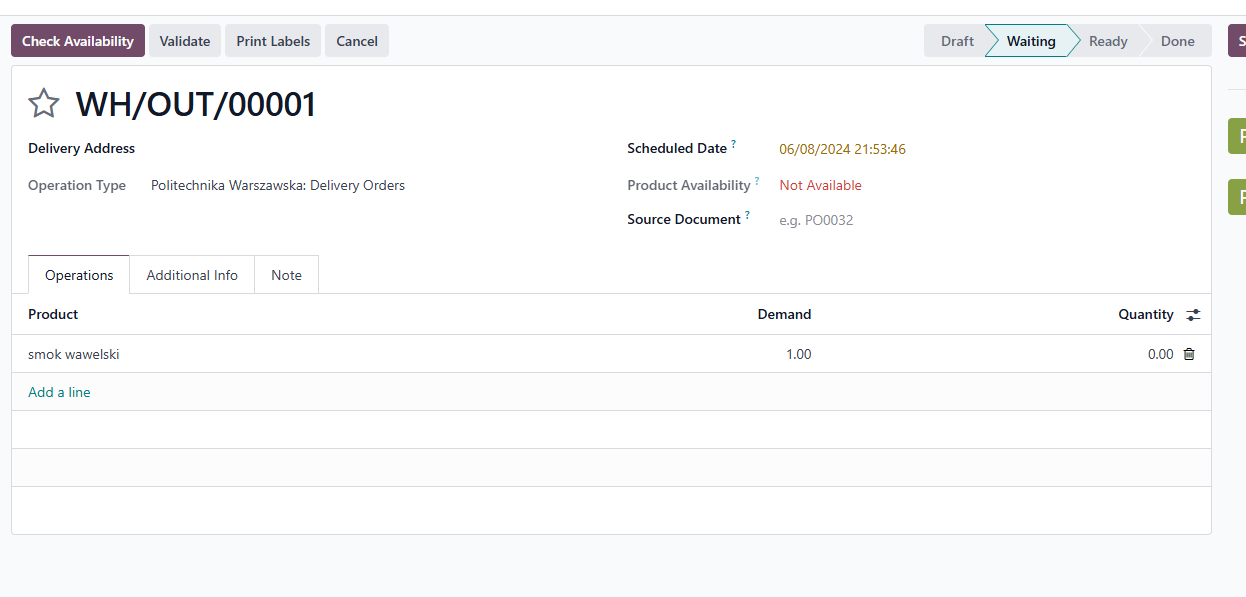 Check Availability Validate Print Labels Cancel Draft Waiting Ready Done
WH/OUT/00001
Delivery Address Scheduled Date ? 06/08/2024 21:53:46
Operation Type Politechnika Warszawska: Delivery Orders Product Availability ? Not Available
Source Document ? e.g. PO0032
Operations Additional Info Note
Product Demand Quantity
smok wawelski 1.00 0.00
Add a line